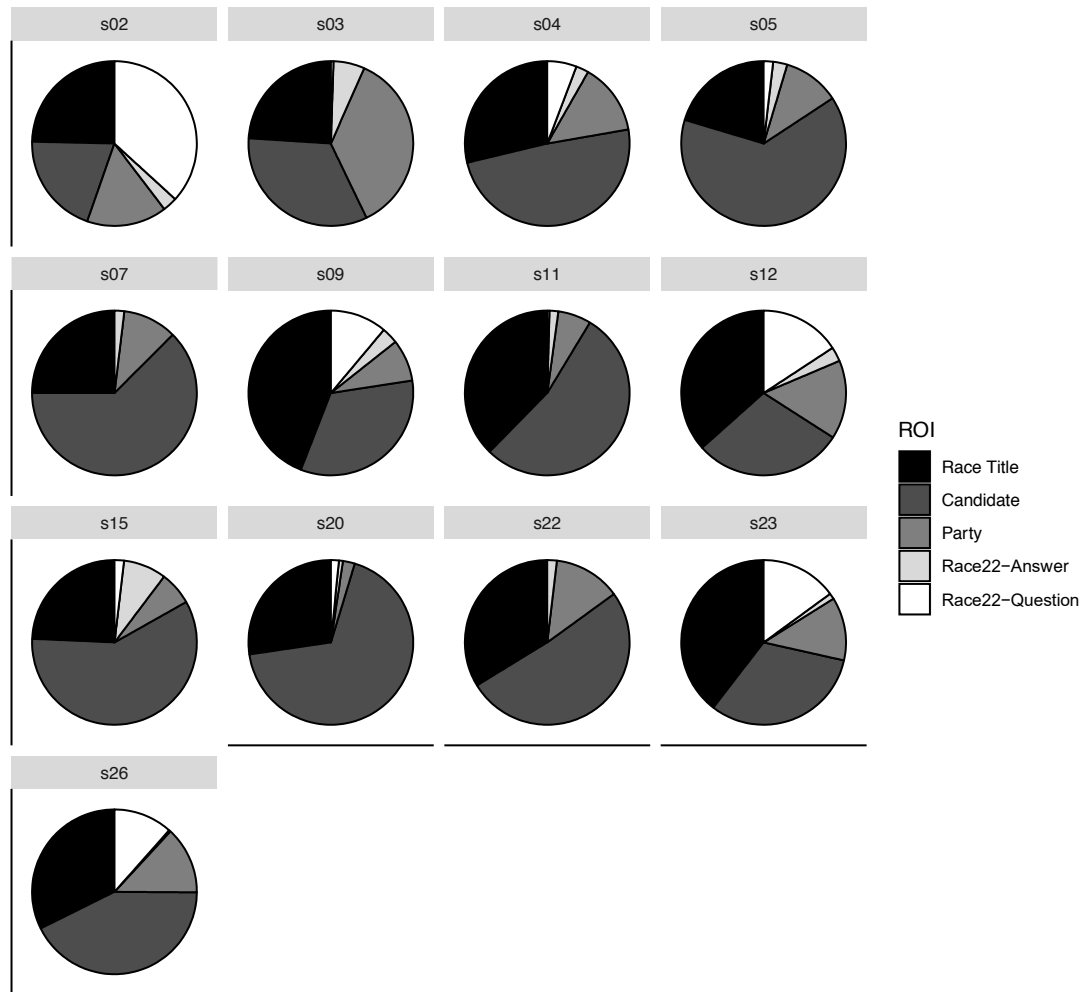 s02
s03
s04
s05
s07
s09
s11
s12
s15
s20
s22
s23
s26
ROI
Race Title
Candidate
Party
Race22−Answer
Race22−Question